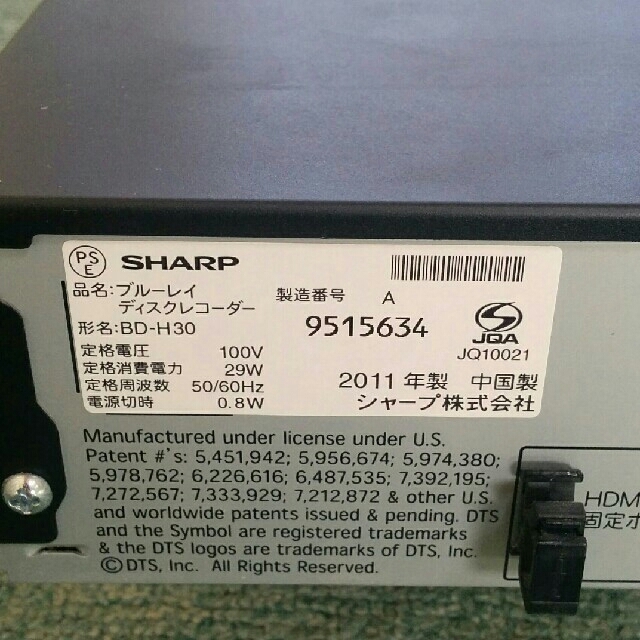 PSE SHARP
品名: ブルーレイ
ディスクレコーダー
形名: BD-H30
定格電圧 100V
定格消費電力 29W
定格周波数 50/60Hz
電源切時 0.8W
製造番号 A
9515634
JQA
JQ10021
2011年製 中国製
シャープ株式会社
Manufactured under license under U.S.
Patent #'s: 5,451,942; 5,956,674; 5,974,380;
5,978,762; 6,226,616; 6,487,535; 7,392,195;
7,272,567; 7,333,929; 7,212,872 & other U.S.
and worldwide patents issued & pending. DTS
and the Symbol are registered trademarks
& the DTS logos are trademarks of DTS, Inc.
©DTS, Inc. All Rights Reserved.
HDM
固定ホ